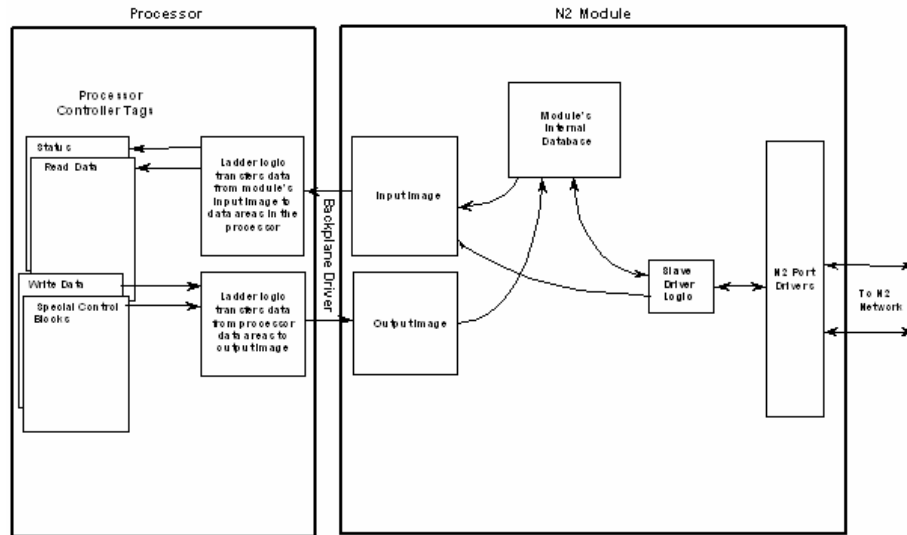 Processor
N2 Module
Processor
Controller Tags
Status
Read Data
Ladder logic
transfers data
from module's
input image to
data areas in the
processor
Write Data
Special Control
Blocks
Ladder logic
transfers data
from processor
data areas to
output image
Backplane Driver
Input Image
Output Image
Module's
Internal
Database
Slave
Driver
Logic
N2 Port
Drivers
To N2
Network